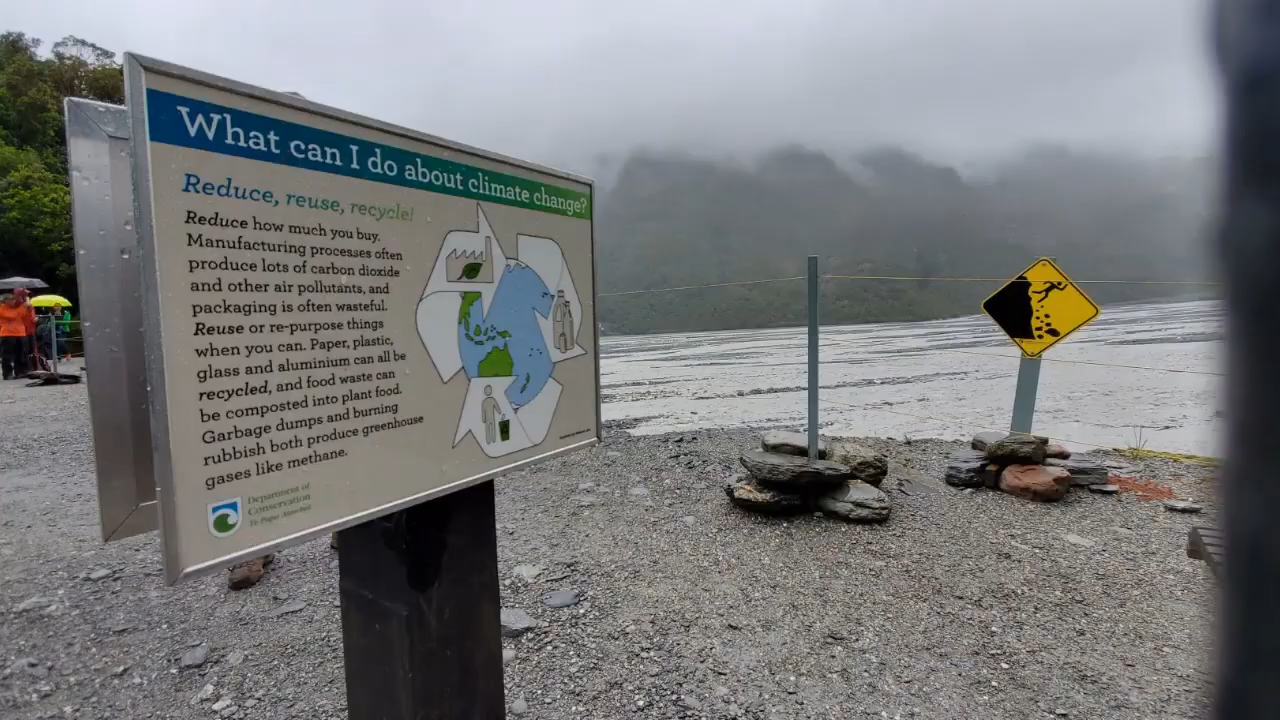 What can I do about climate change?
Reduce, reuse, recycle!
Reduce how much you buy.
Manufacturing processes often
produce lots of carbon dioxide
and other air pollutants, and
packaging is often wasteful.
Reuse or re-purpose things
when you can. Paper, plastic,
glass and aluminium can all be
recycled, and food waste can
be composted into plant food.
Garbage dumps and burning
rubbish both produce greenhouse
gases like methane.
Department of
Conservation
Te Papa Atawhai